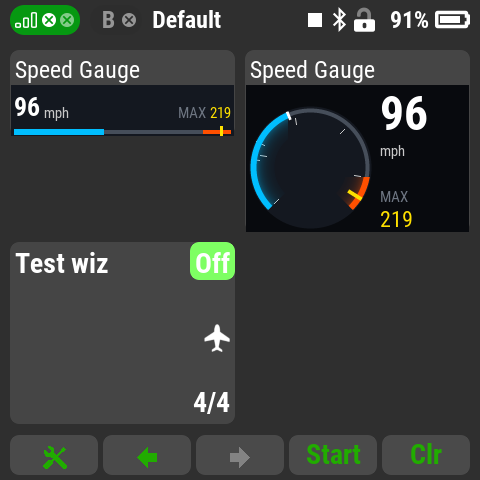 B Default 91%
Speed Gauge
96 mph MAX 219
Speed Gauge
96
mph
MAX
219
Test wiz Off
4/4
Start Clr